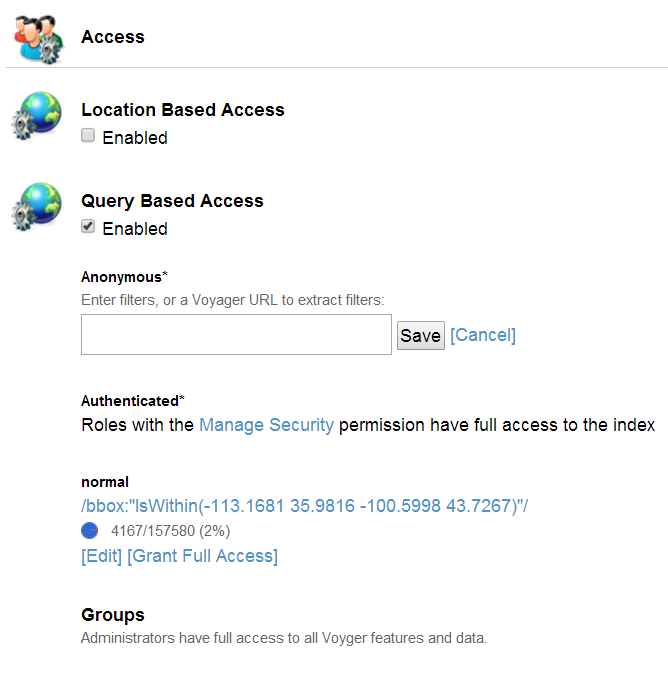 Access
Location Based Access
Enabled
Query Based Access
Enabled
Anonymous*
Enter filters, or a Voyager URL to extract filters:
Save [Cancel]
Authenticated*
Roles with the Manage Security permission have full access to the index
normal
/bbox:"IsWithin(-113.1681 35.9816 -100.5998 43.7267)"/
4167/157580 (2%)
[Edit] [Grant Full Access]
Groups
Administrators have full access to all Voyger features and data.